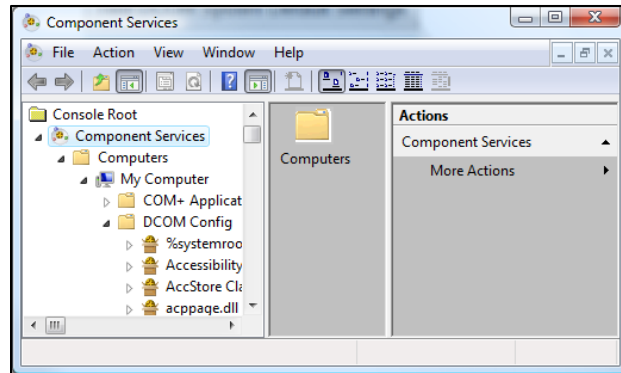 Component Services
File Action View Window Help
Console Root
Component Services
Computers
My Computer
COM+ Applicat
DCOM Config
%systemroo
Accessibility
AccStore Cla
acppage.dll
Computers
Actions
Component Services
More Actions